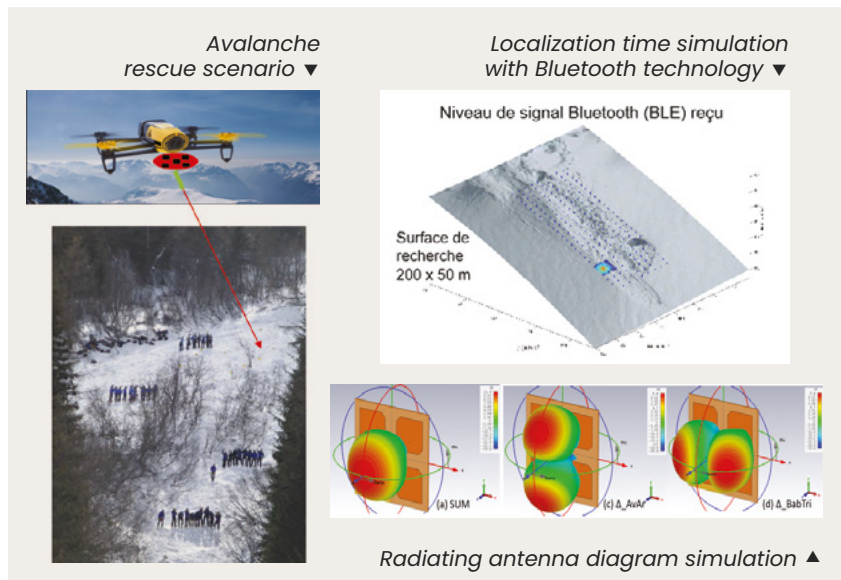 Avalanche
rescue scenario ▼
Localization time simulation
with Bluetooth technology ▼
Niveau de signal Bluetooth (BLE) reçu
Surface de
recherche
200 x 50 m
(a) SUM
(c) Δ_AvAr
(d) Δ_BabTri
Radiating antenna diagram simulation ▲